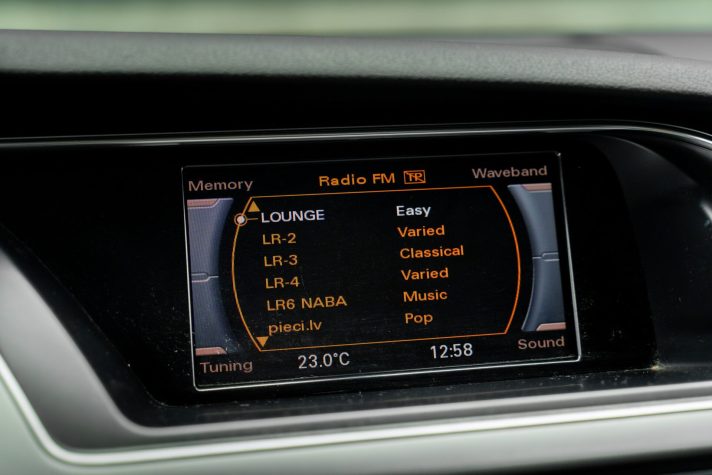 Memory
Radio FM TP
Waveband
LOUNGE Easy
LR-2 Varied
LR-3 Classical
LR-4 Varied
LR6 NABA Music
pieci.lv Pop
Tuning
23.0°C
12:58
Sound